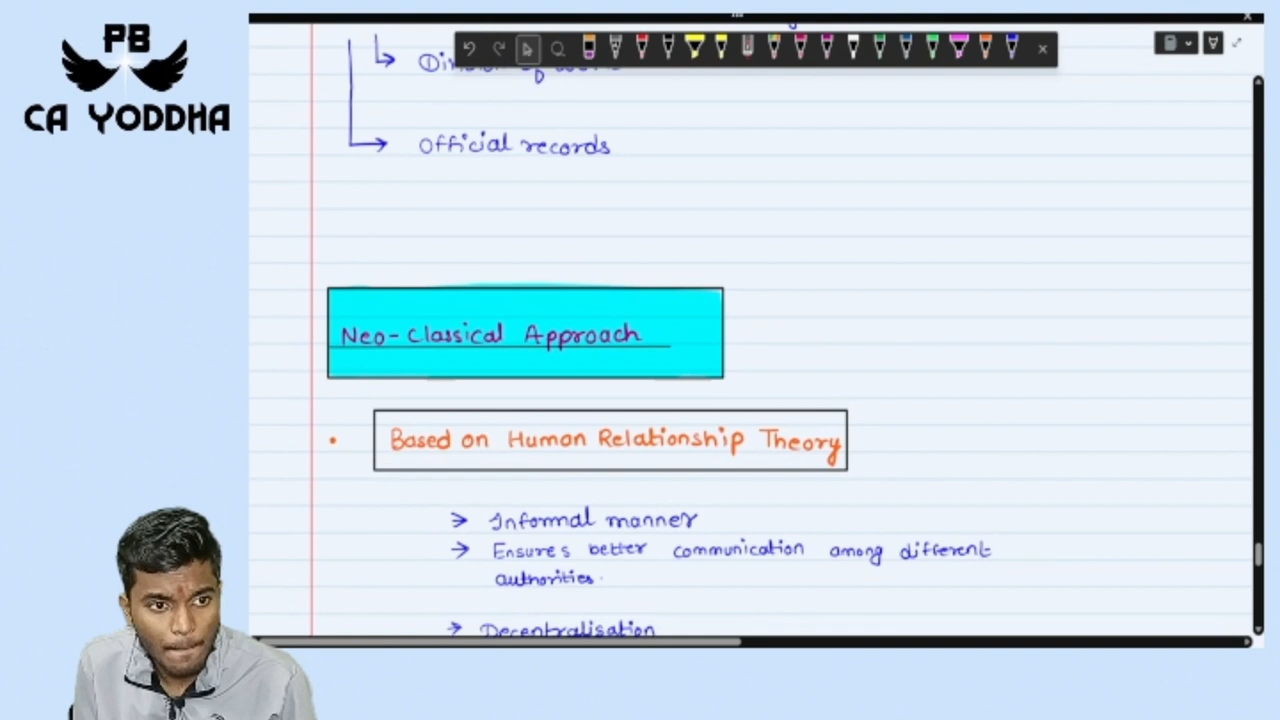 PB
CA YODDHA
Official records
Neo-Classical Approach
• Based on Human Relationship Theory
→ Informal manner
→ Ensures better communication among different
authorities.
→ Decentralisation